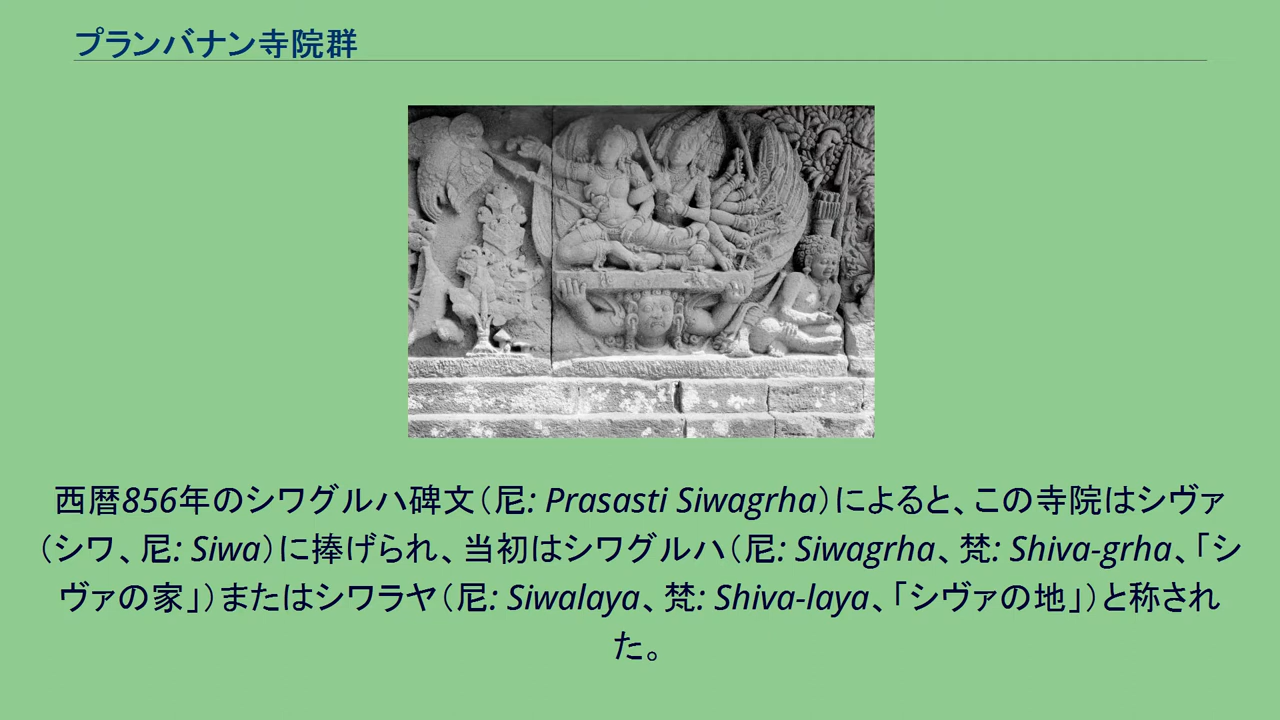 プランバナン寺院群
西暦856年のシワグルハ碑文（尼: Prasasti Siwagrha）によると、この寺院はシヴァ
（シワ、尼: Siwa）に捧げられ、当初はシワグルハ（尼: Siwagrha、梵: Shiva-grha、「シ
ヴァの家」）またはシワラヤ（尼: Siwalaya、梵: Shiva-laya、「シヴァの地」）と称され
た。